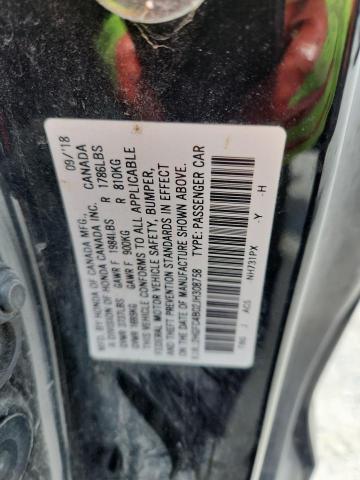 MFD. BY HONDA OF CANADA MFG., 09/'18
A DIVISION OF HONDA CANADA INC. CANADA
GVWR 3737LBS GAWR F 1984LBS R 1786LBS
GVWR 1695KG GAWR F 900KG R 810KG
THIS VEHICLE CONFORMS TO ALL APPLICABLE
FEDERAL MOTOR VEHICLE SAFETY, BUMPER,
THEFT PREVENTION STANDARDS IN EFFECT
ON THE DATE OF MANUFACTURE SHOWN ABOVE.
TYPE: PASSENGER CAR
NH731PX -Y -H
J ACS